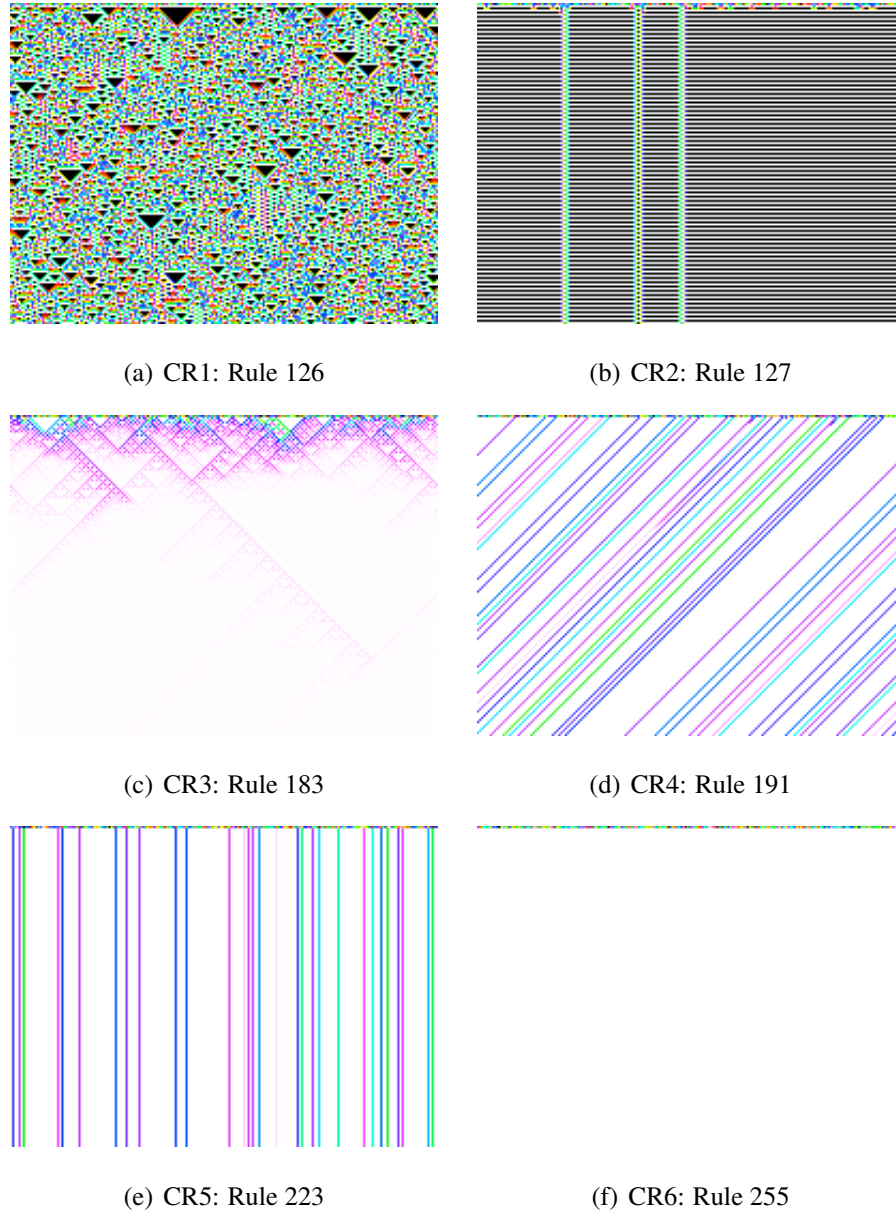 (a) CR1: Rule 126
(b) CR2: Rule 127
(c) CR3: Rule 183
(d) CR4: Rule 191
(e) CR5: Rule 223
(f) CR6: Rule 255